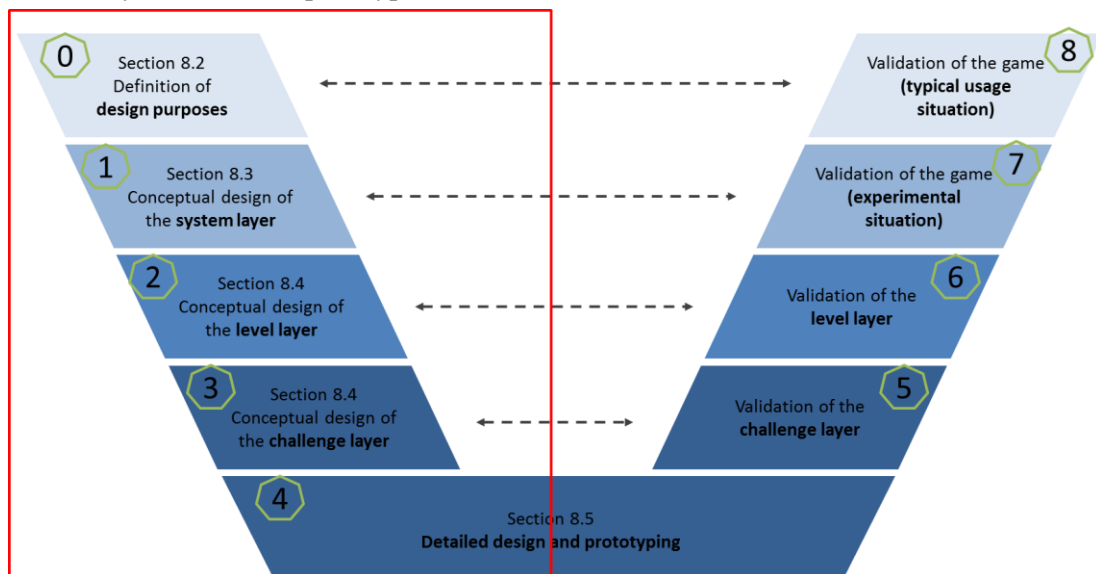 0
Section 8.2
Definition of
design purposes
8
Validation of the game
(typical usage
situation)
1
Section 8.3
Conceptual design of
the system layer
7
Validation of the game
(experimental
situation)
2
Section 8.4
Conceptual design of
the level layer
6
Validation of the
level layer
3
Section 8.4
Conceptual design of
the challenge layer
5
Validation of the
challenge layer
4
Section 8.5
Detailed design and prototyping